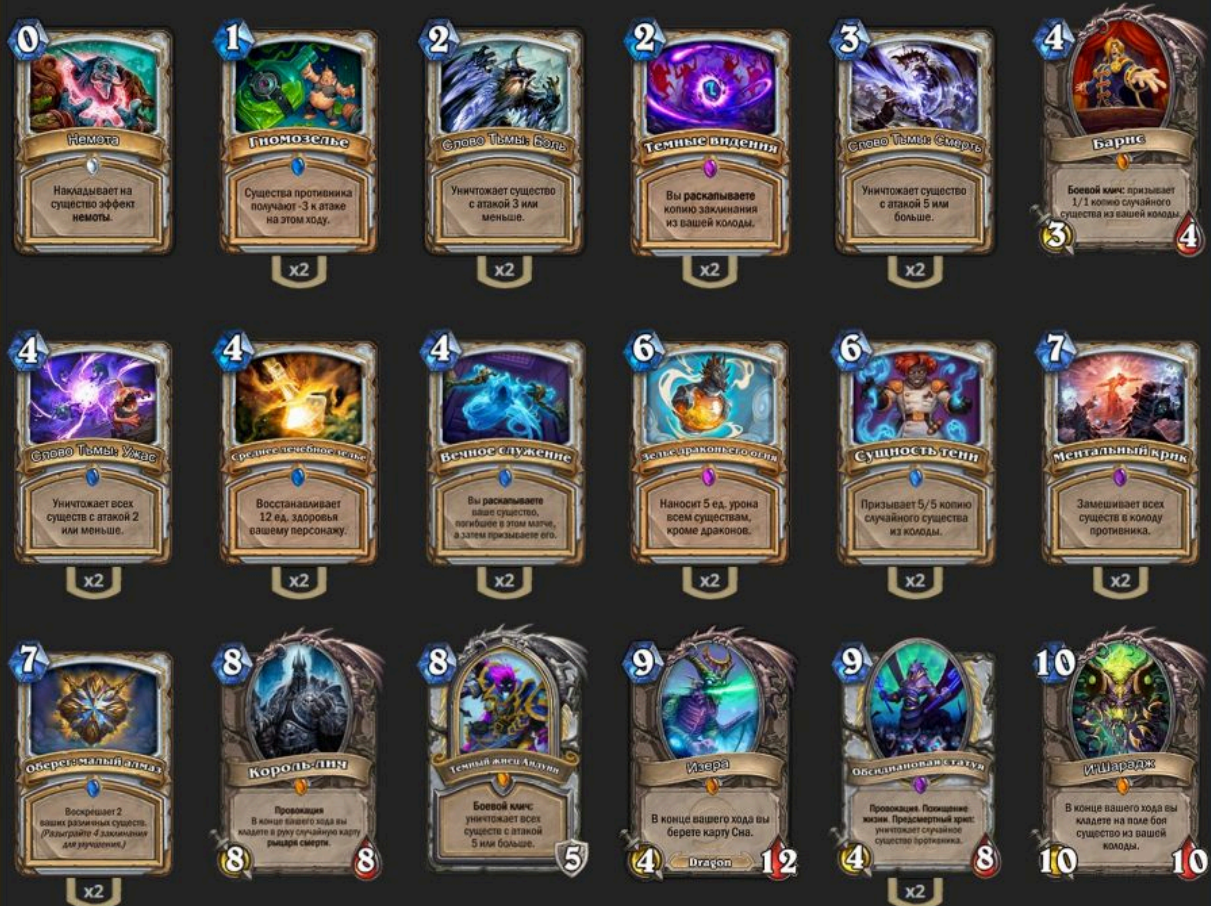 0
Немота
Накладывает на
существо эффект
немоты.
1
Гномозелье
Существа противника
получают -3 к атаке
на этом ходу.
x2
2
Слово Тьмы: Боль
Уничтожает существо
с атакой 3 или
меньше.
x2
2
Темные видения
Вы раскапываете
копию заклинания
из вашей колоды.
x2
3
Слово Тьмы: Смерть
Уничтожает существо
с атакой 5 или
больше.
x2
4
Барнс
Боевой клич: призывает
1/1 копию случайного
существа из вашей колоды.
3
4
4
Слово Тьмы: Ужас
Уничтожает всех
существ с атакой 2
или меньше.
x2
4
Среднее лечебное зелье
Восстанавливает
12 ед. здоровья
вашему персонажу.
x2
4
Вечное служение
Вы раскапываете
ваше существо,
погибшее в этом матче,
а затем призываете его.
x2
6
Зелье драконьего огня
Наносит 5 ед. урона
всем существам,
кроме драконов.
x2
6
Сущность тени
Призывает 5/5 копию
случайного существа
из колоды.
x2
7
Ментальный крик
Замешивает всех
существ в колоду
противника.
x2
7
Оберег: малый алмаз
Воскрешает 2
ваших различных существ.
(Разыграйте 4 заклинания
для улучшения.)
x2
8
Король-лич
Провокация
В конце вашего хода вы
кладете в руку случайную карту
рыцаря смерти.
8
8
8
Темный жнец Андуин
Боевой клич:
уничтожает всех
существ с атакой
5 или больше.
5
9
Изера
В конце вашего хода вы
берете карту Сна.
4
Dragon
12
9
Обсидиановая статуя
Провокация. Похищение
жизни. Предсмертный хрип:
уничтожает случайное
существо противника.
4
8
x2
10
И'Шарадж
В конце вашего хода вы
кладете на поле боя
существо из вашей
колоды.
10
10